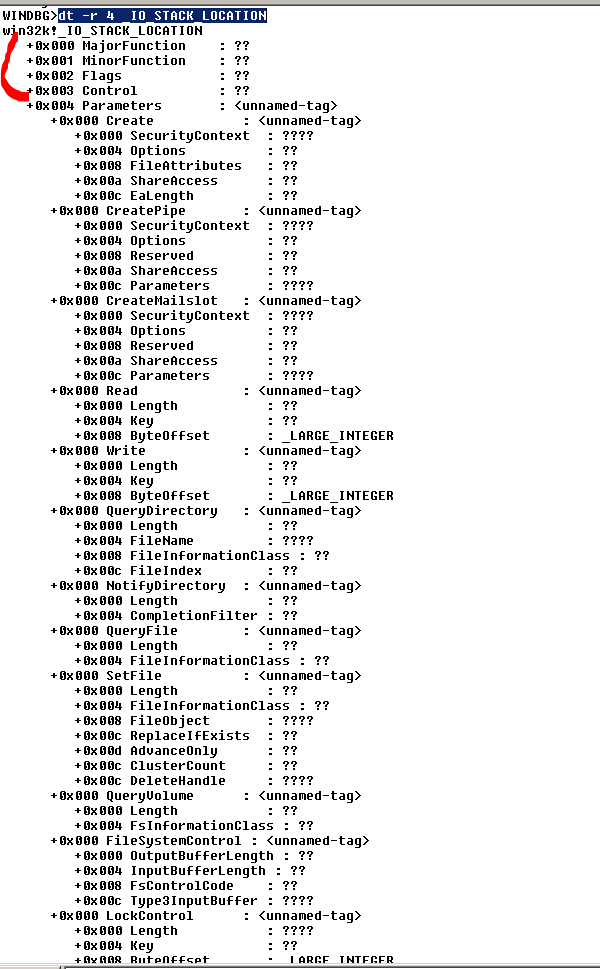 WINDBG>dt -r 4 _IO_STACK_LOCATION
win32k!_IO_STACK_LOCATION
+0x000 MajorFunction : ??
+0x001 MinorFunction : ??
+0x002 Flags : ??
+0x003 Control : ??
+0x004 Parameters : <unnamed-tag>
+0x000 Create : <unnamed-tag>
+0x000 SecurityContext : ????
+0x004 Options : ??
+0x008 FileAttributes : ??
+0x00a ShareAccess : ??
+0x00c EaLength : ??
+0x000 CreatePipe : <unnamed-tag>
+0x000 SecurityContext : ????
+0x004 Options : ??
+0x008 Reserved : ??
+0x00a ShareAccess : ??
+0x00c Parameters : ????
+0x000 CreateMailslot : <unnamed-tag>
+0x000 SecurityContext : ????
+0x004 Options : ??
+0x008 Reserved : ??
+0x00a ShareAccess : ??
+0x00c Parameters : ????
+0x000 Read : <unnamed-tag>
+0x000 Length : ??
+0x004 Key : ??
+0x008 ByteOffset : _LARGE_INTEGER
+0x000 Write : <unnamed-tag>
+0x000 Length : ??
+0x004 Key : ??
+0x008 ByteOffset : _LARGE_INTEGER
+0x000 QueryDirectory : <unnamed-tag>
+0x000 Length : ??
+0x004 FileName : ????
+0x008 FileInformationClass : ??
+0x00c FileIndex : ??
+0x000 NotifyDirectory : <unnamed-tag>
+0x000 Length : ??
+0x004 CompletionFilter : ??
+0x000 QueryFile : <unnamed-tag>
+0x000 Length : ??
+0x004 FileInformationClass : ??
+0x000 SetFile : <unnamed-tag>
+0x000 Length : ??
+0x004 FileInformationClass : ??
+0x008 FileObject : ????
+0x00c ReplaceIfExists : ??
+0x00d AdvanceOnly : ??
+0x00c ClusterCount : ??
+0x00c DeleteHandle : ????
+0x000 QueryVolume : <unnamed-tag>
+0x000 Length : ??
+0x004 FsInformationClass : ??
+0x000 FileSystemControl : <unnamed-tag>
+0x000 OutputBufferLength : ??
+0x004 InputBufferLength : ??
+0x008 FsControlCode : ??
+0x00c Type3InputBuffer : ????
+0x000 LockControl : <unnamed-tag>
+0x000 Length : ????
+0x004 Key : ??
+0x008 ByteOffset : _LARGE_INTEGER